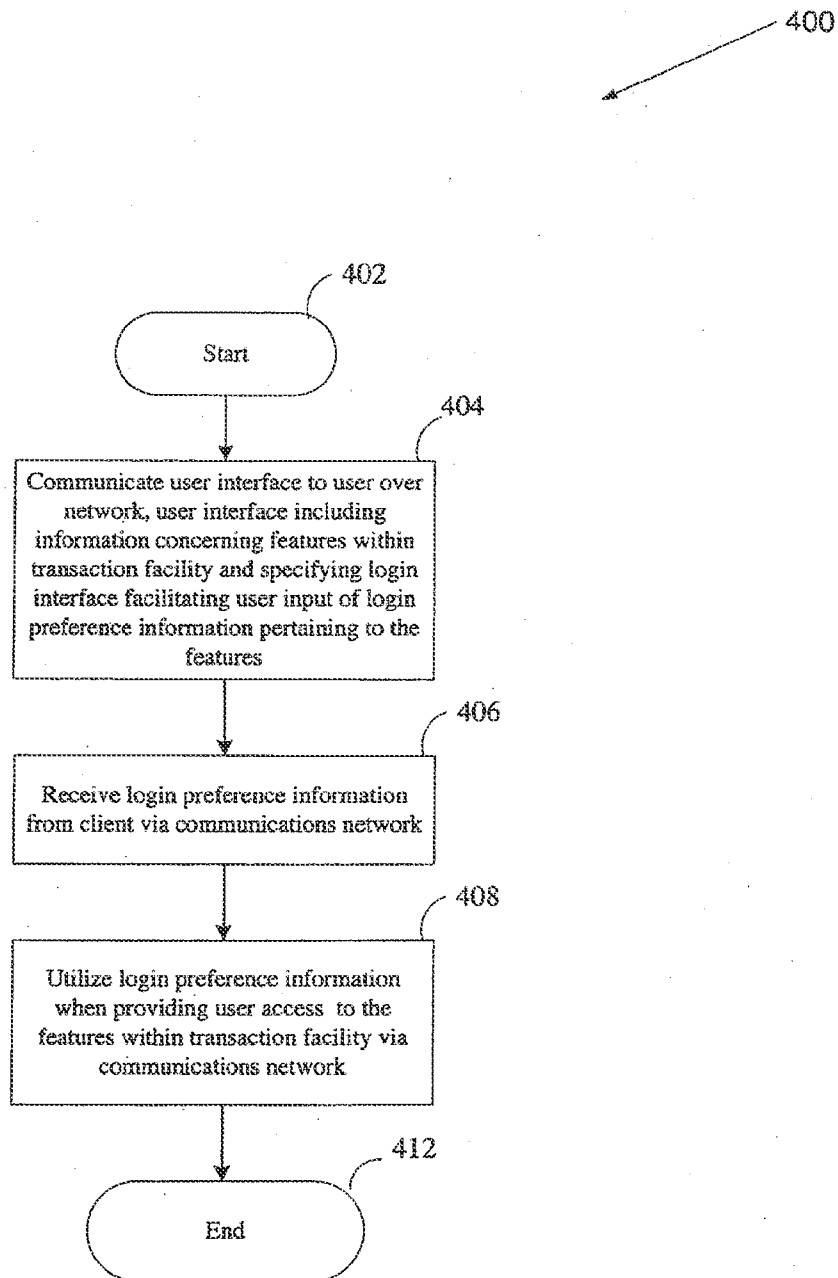 400
402
Start
404
Communicate user interface to user over
network, user interface including
information concerning features within
transaction facility and specifying login
interface facilitating user input of login
preference information pertaining to the
features
406
Receive login preference information
from client via communications network
408
Utilize login preference information
when providing user access to the
features within transaction facility via
communications network
412
End